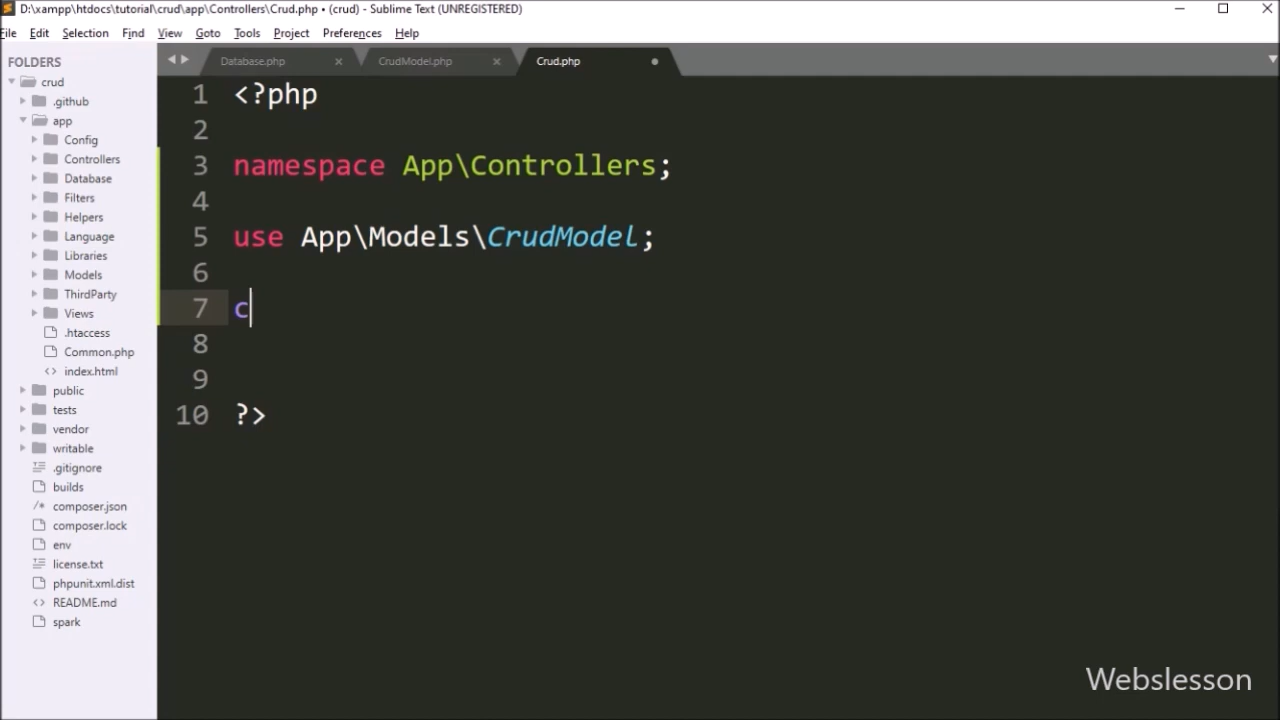 D:\xampp\htdocs\tutorial\crud\app\Controllers\Crud.php • (crud) - Sublime Text (UNREGISTERED)
File Edit Selection Find View Goto Tools Project Preferences Help
FOLDERS
crud
.github
app
Config
Controllers
Database
Filters
Helpers
Language
Libraries
Models
ThirdParty
Views
.htaccess
Common.php
index.html
public
tests
vendor
writable
.gitignore
builds
composer.json
composer.lock
env
license.txt
phpunit.xml.dist
README.md
spark
Database.php CrudModel.php Crud.php
1 <?php
2
3 namespace App\Controllers;
4
5 use App\Models\CrudModel;
6
7 c
8
9
10 ?>
Webslesson